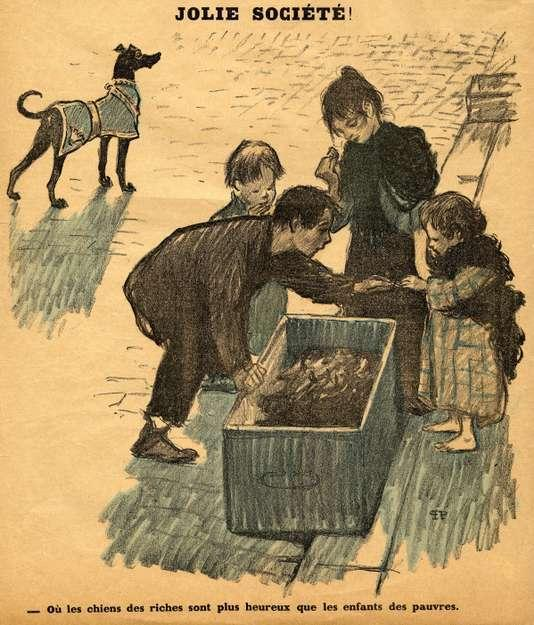 JOLIE SOCIÉTÉ!
— Où les chiens des riches sont plus heureux que les enfants des pauvres.